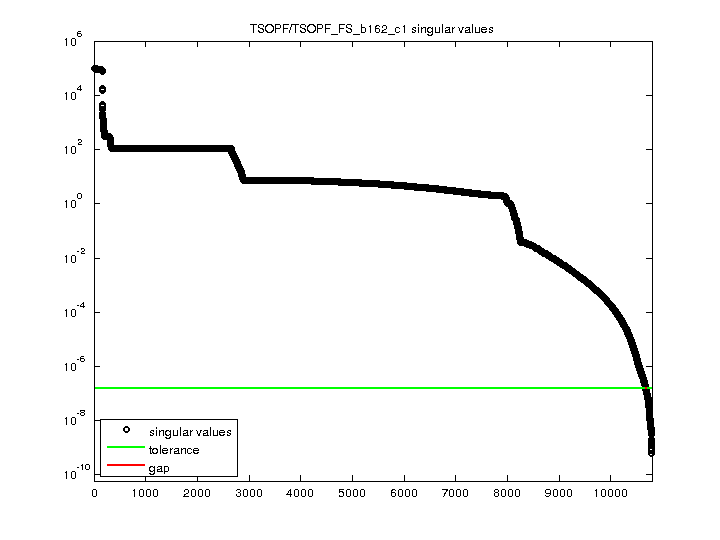 TSOPF/TSOPF_FS_b162_c1 singular values
10^6
10^4
10^2
10^0
10^-2
10^-4
10^-6
10^-8
10^-10
singular values
tolerance
gap
0 1000 2000 3000 4000 5000 6000 7000 8000 9000 10000